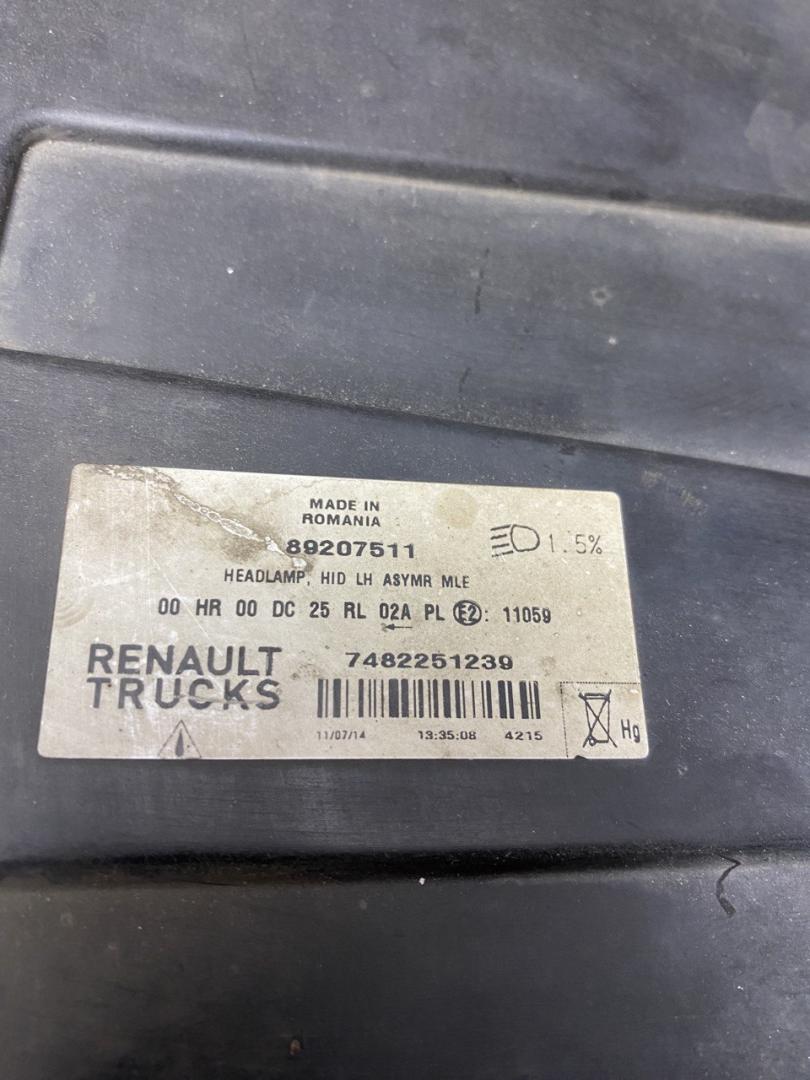 MADE IN
ROMANIA
89207511
1.5%
HEADLAMP, HID LH ASYMR MLE
00 HR 00 DC 25 RL 02A PL E2: 11059
RENAULT
TRUCKS
7482251239
11/07/14 13:35:08 4215
Hg